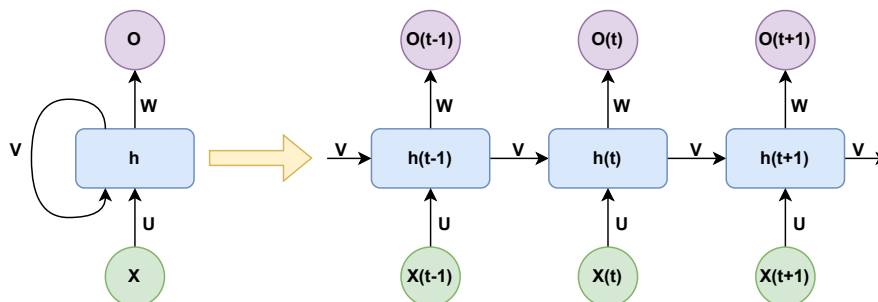 O O(t-1) O(t) O(t+1)
W W W W
V h V h(t-1) V h(t) V h(t+1) V
U U U U
X X(t-1) X(t) X(t+1)